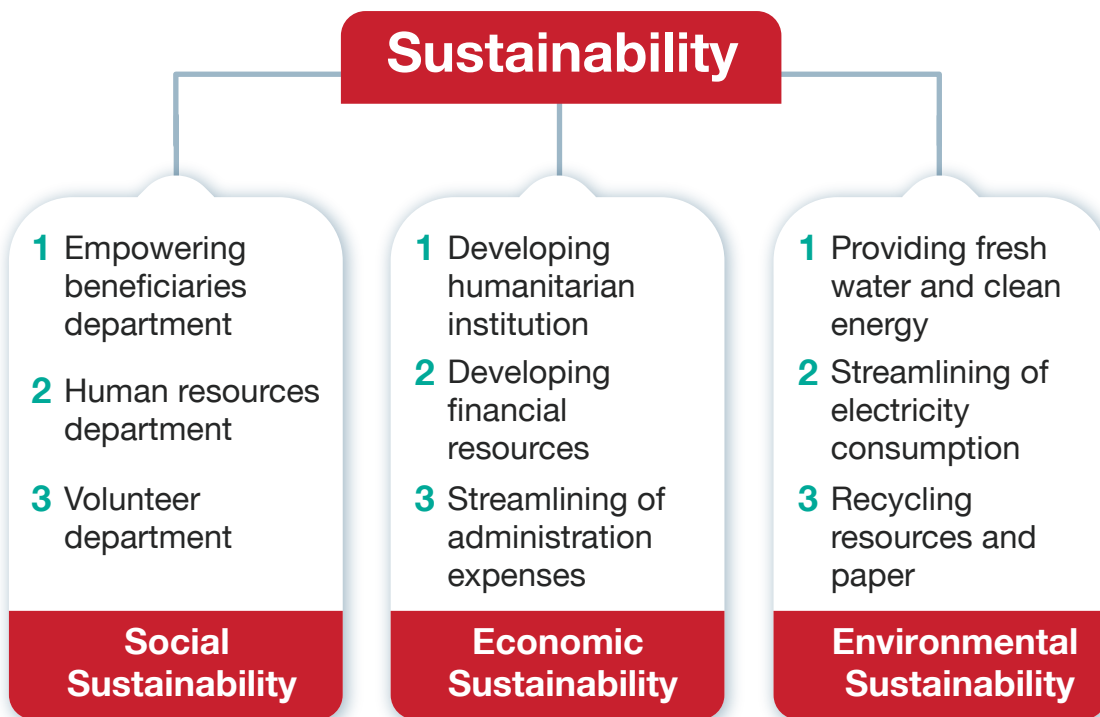 Sustainability
1 Empowering
beneficiaries
department
2 Human resources
department
3 Volunteer
department
Social
Sustainability
1 Developing
humanitarian
institution
2 Developing
financial
resources
3 Streamlining of
administration
expenses
Economic
Sustainability
1 Providing fresh
water and clean
energy
2 Streamlining of
electricity
consumption
3 Recycling
resources and
paper
Environmental
Sustainability